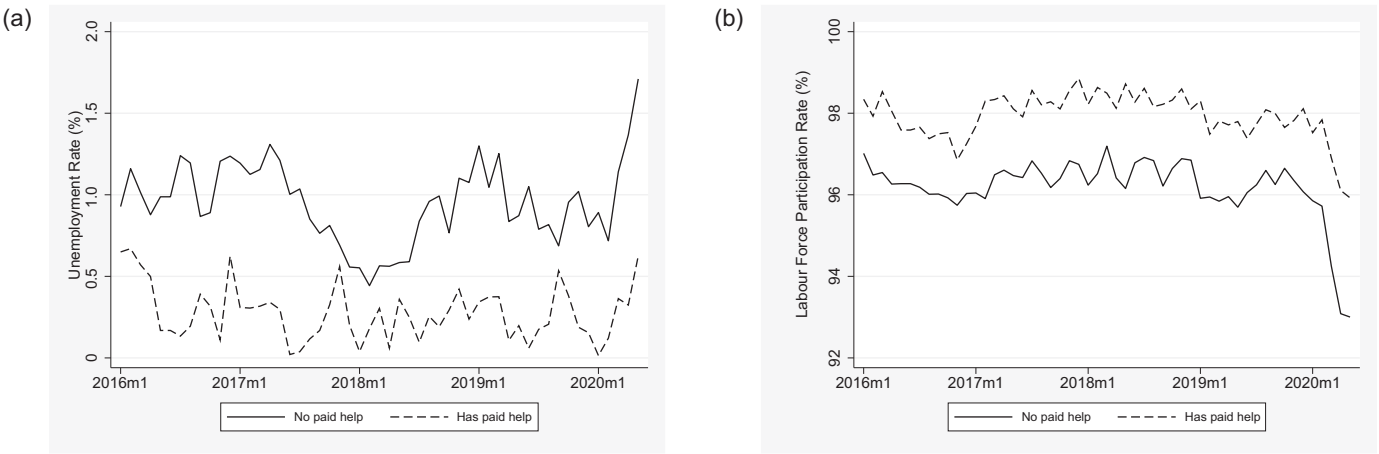 (a)
Unemployment Rate (%)
2.0
1.5
1.0
0.5
0
2016m1 2017m1 2018m1 2019m1 2020m1
No paid help Has paid help
(b)
Labour Force Participation Rate (%)
100
98
96
94
92
2016m1 2017m1 2018m1 2019m1 2020m1
No paid help Has paid help